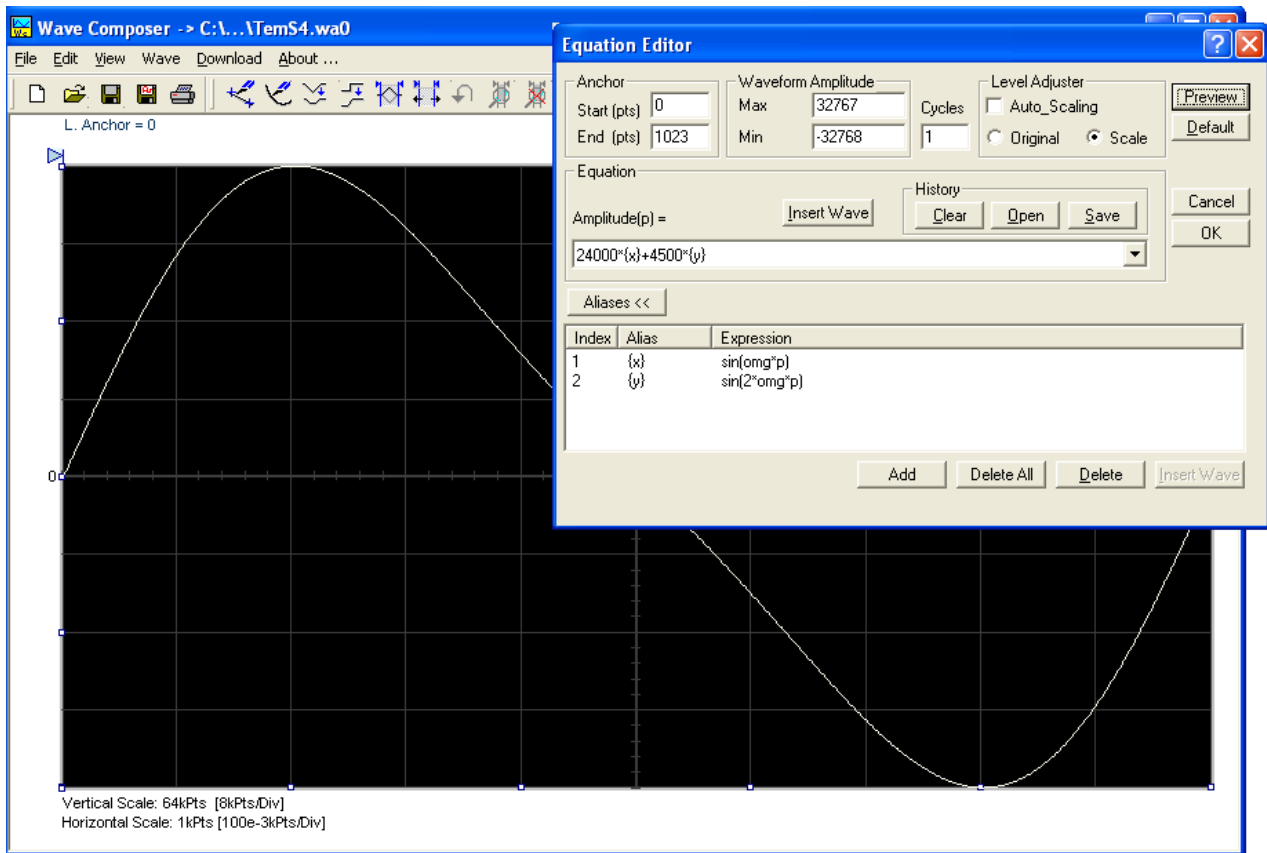 Wave Composer -> C:\...\TemS4.wa0
File Edit View Wave Download About ...
L. Anchor = 0
0
Vertical Scale: 64kPts [8kPts/Div]
Horizontal Scale: 1kPts [100e-3kPts/Div]
Equation Editor
Anchor
Start (pts) 0
End (pts) 1023
Waveform Amplitude
Max 32767
Min -32768
Cycles
1
Level Adjuster
Auto_Scaling
Original Scale
Preview
Default
Cancel
OK
Equation
Amplitude(p) =
Insert Wave
History
Clear Open Save
24000*{x}+4500*{y}
Aliases <<
Index Alias Expression
1 {x} sin(omg*p)
2 {y} sin(2*omg*p)
Add Delete All Delete Insert Wave